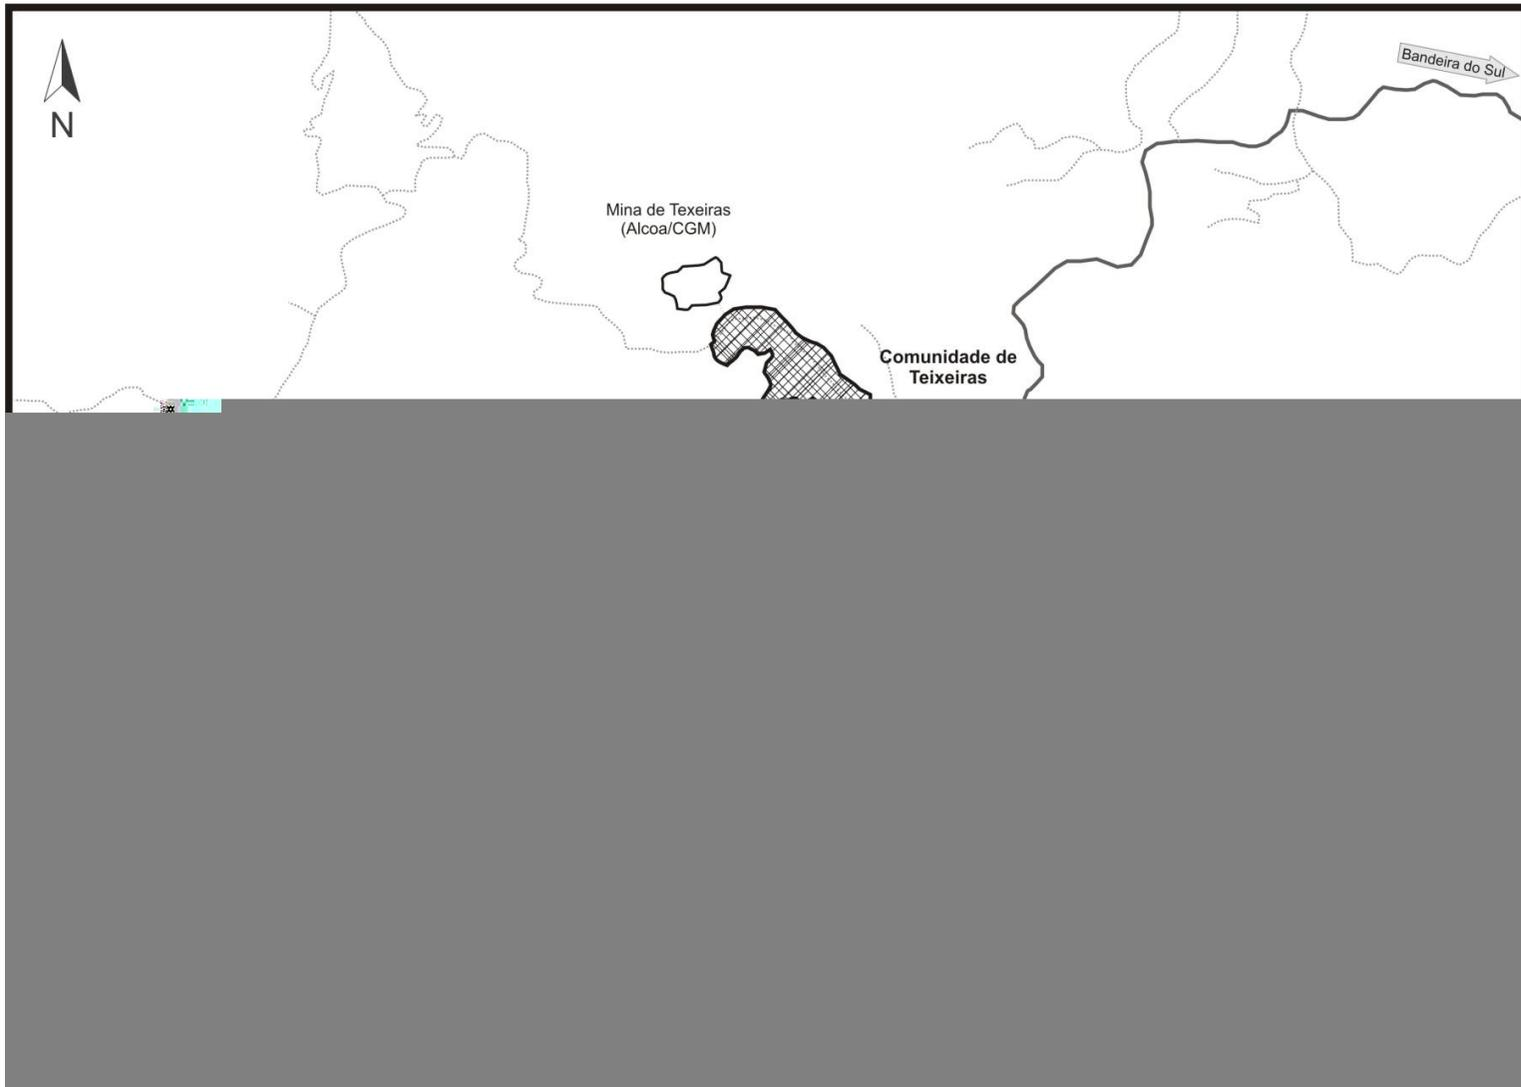 Bandeira do Sul
N
Mina de Texeiras
(Alcoa/CGM)
Comunidade de
Teixeiras